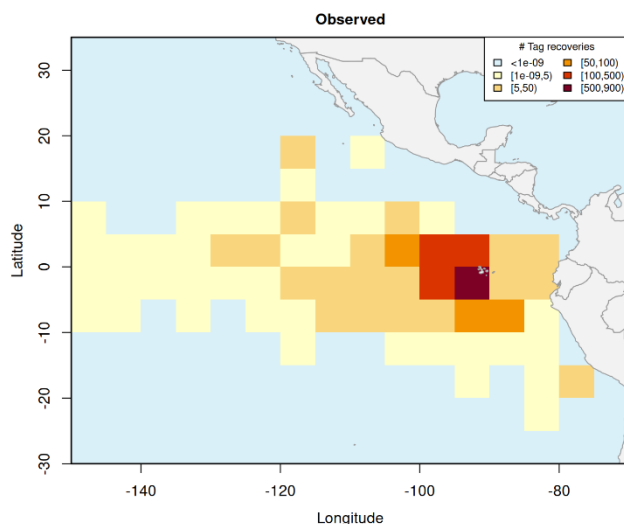 Observed
# Tag recoveries
<1e-09 [50,100)
[1e-09,5) [100,500)
[5,50) [500,900)
30
20
10
0
-10
-20
-30
Latitude
-140 -120 -100 -80
Longitude